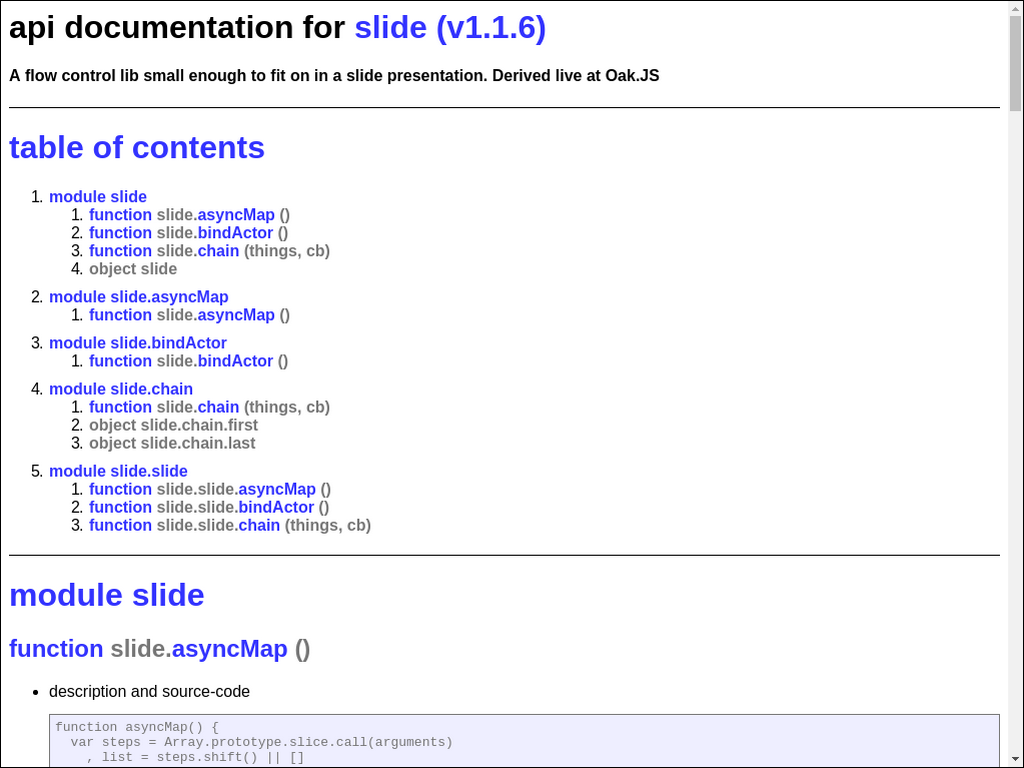 api documentation for slide (v1.1.6)
A flow control lib small enough to fit on in a slide presentation. Derived live at Oak.JS
table of contents
1. module slide
1. function slide.asyncMap ()
2. function slide.bindActor ()
3. function slide.chain (things, cb)
4. object slide
2. module slide.asyncMap
1. function slide.asyncMap ()
3. module slide.bindActor
1. function slide.bindActor ()
4. module slide.chain
1. function slide.chain (things, cb)
2. object slide.chain.first
3. object slide.chain.last
5. module slide.slide
1. function slide.slide.asyncMap ()
2. function slide.slide.bindActor ()
3. function slide.slide.chain (things, cb)
module slide
function slide.asyncMap ()
• description and source-code
function asyncMap() {
  var steps = Array.prototype.slice.call(arguments)
    , list = steps.shift() || []